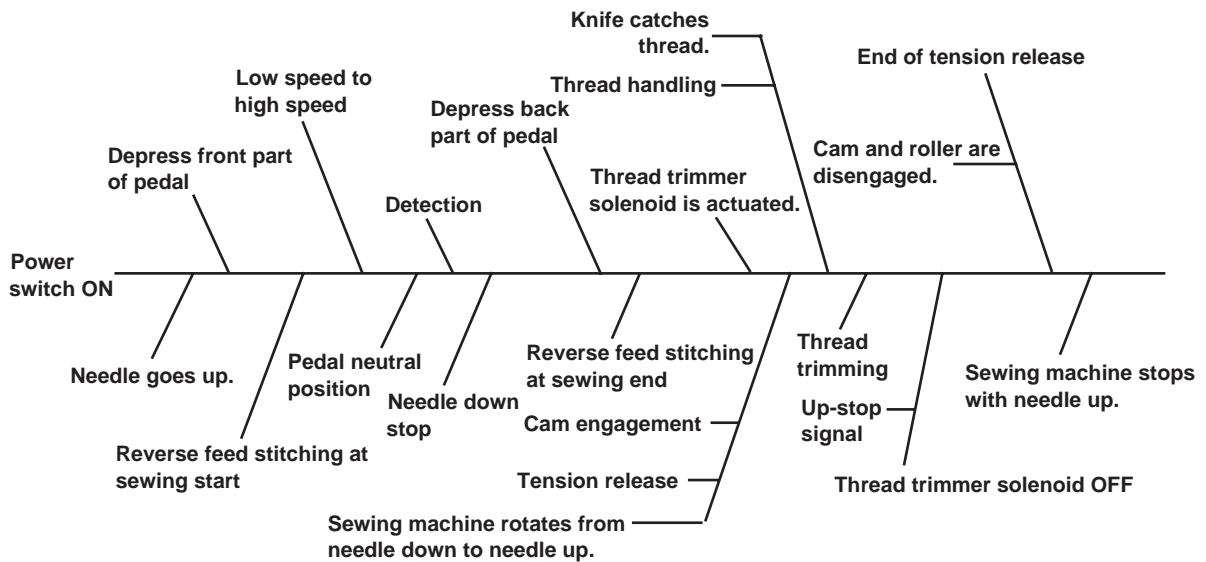 Knife catches
thread.
End of tension release
Low speed to
high speed
Thread handling
Depress back
part of pedal
Depress front part
of pedal
Cam and roller are
disengaged.
Thread trimmer
solenoid is actuated.
Detection
Power
switch ON
Needle goes up.
Pedal neutral
position
Reverse feed stitching
at sewing end
Thread
trimming
Sewing machine stops
with needle up.
Needle down
stop
Up-stop
signal
Cam engagement
Reverse feed stitching at
sewing start
Tension release
Thread trimmer solenoid OFF
Sewing machine rotates from
needle down to needle up.